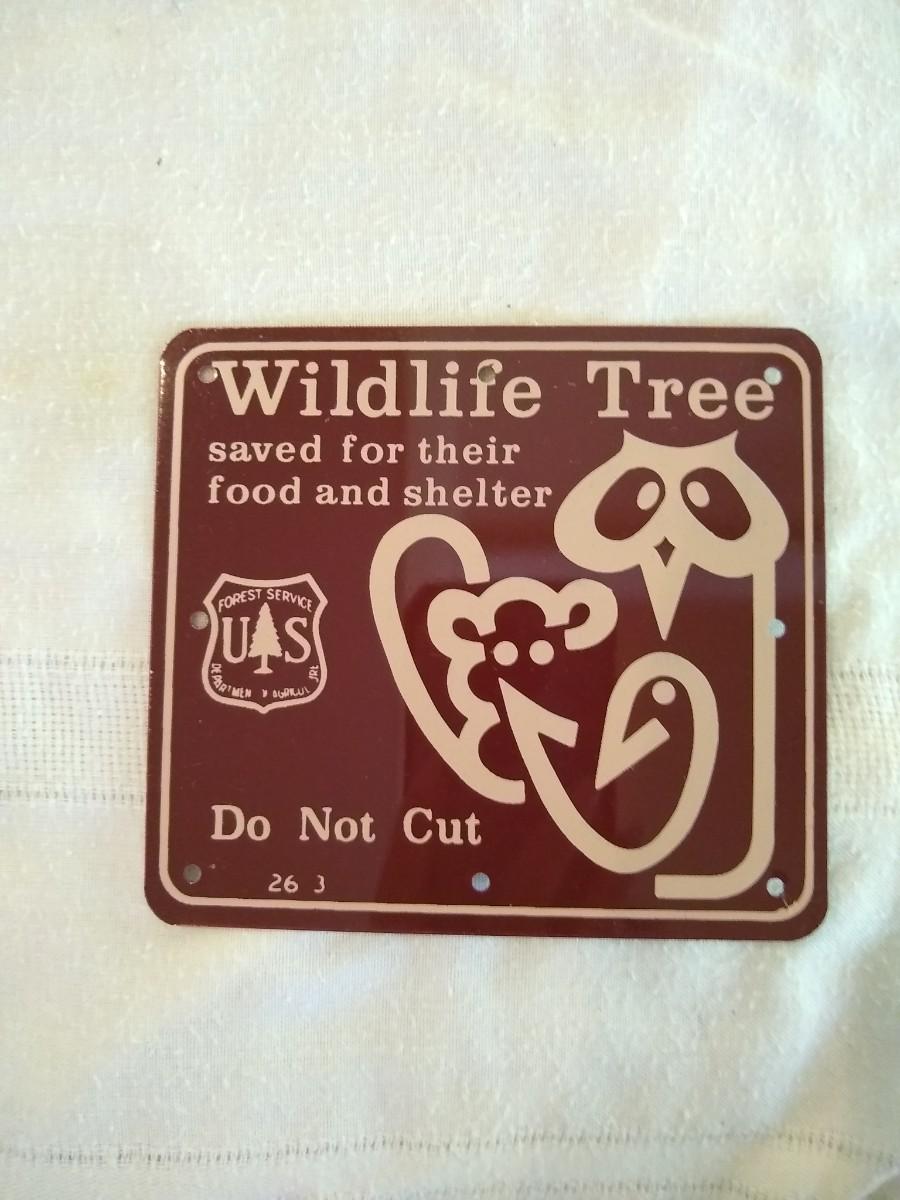 Wildlife Tree
saved for their
food and shelter
FOREST SERVICE
US
Do Not Cut
26 3